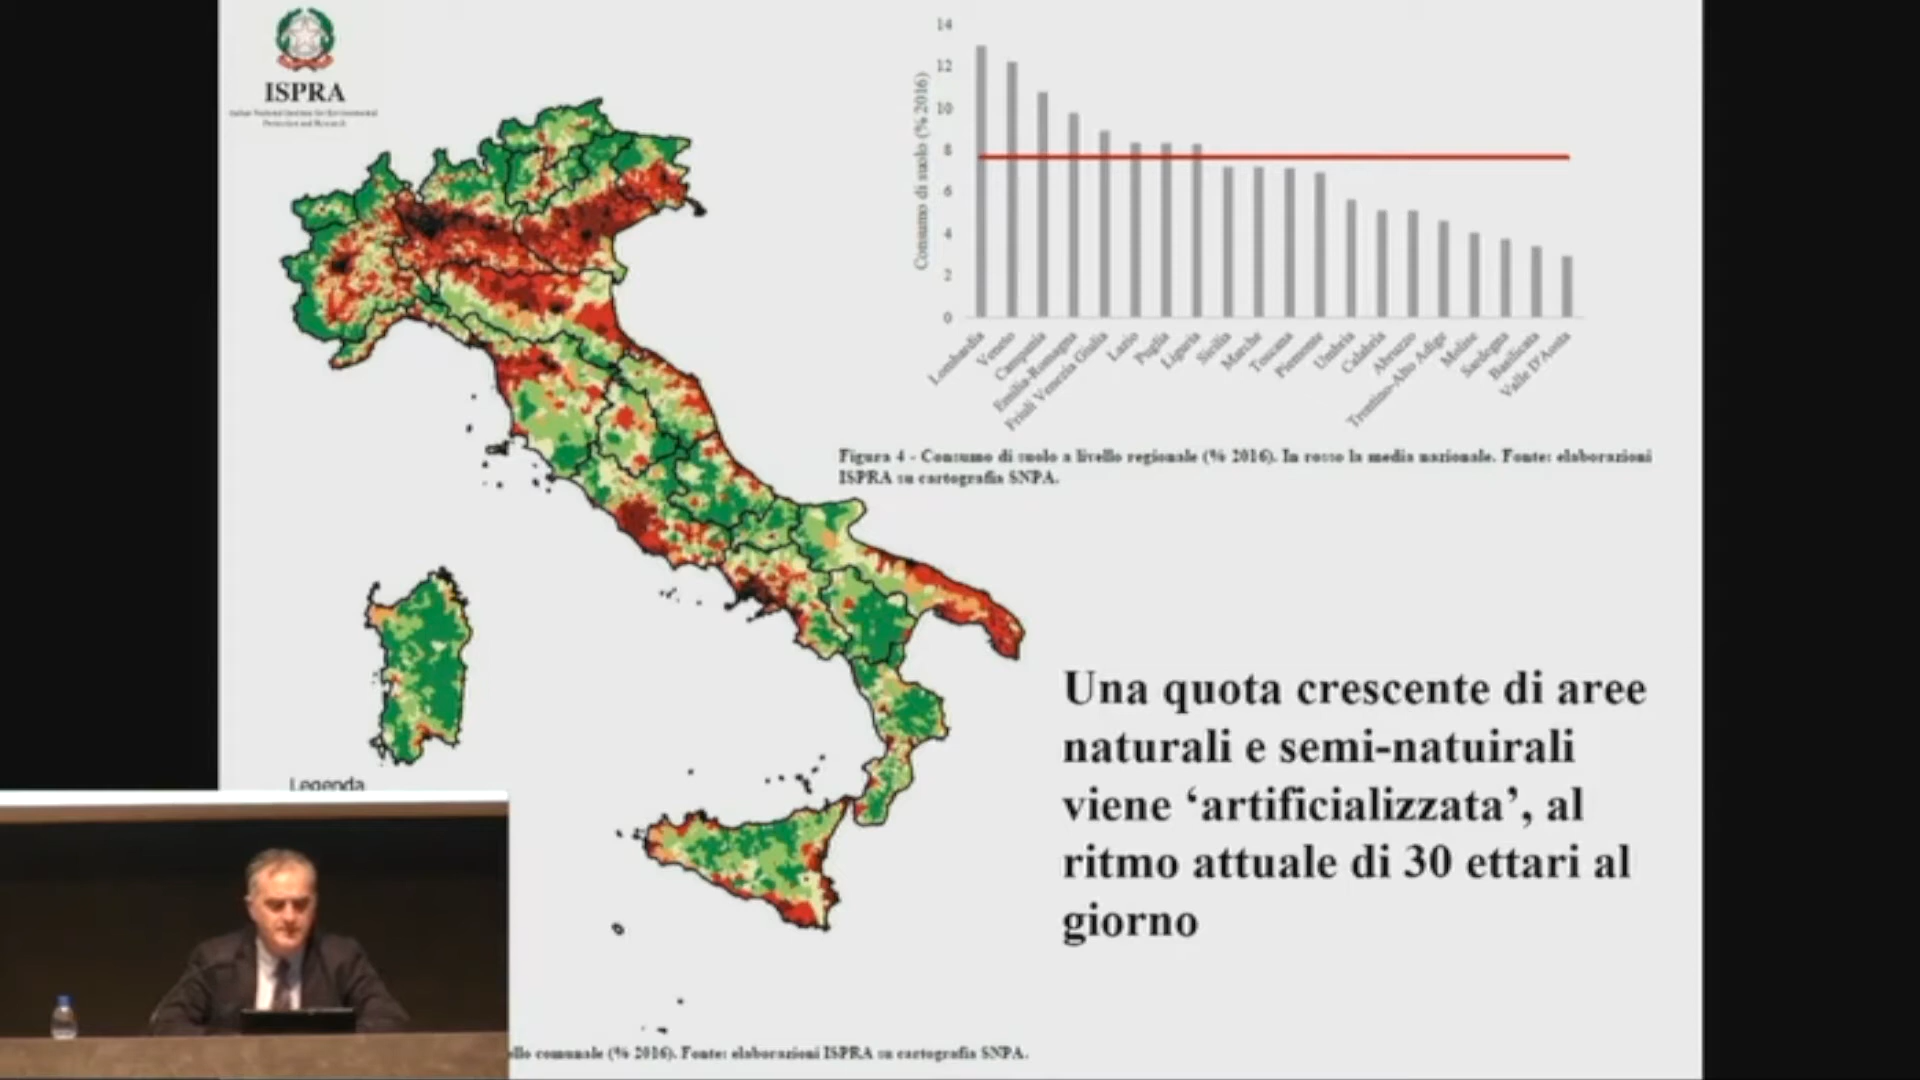 ISPRA
Italian National Institute for Environmental
Protection and Research
Consumo di suolo (% 2016)
14
12
10
8
6
4
2
0
Lombardia
Veneto
Campania
Emilia-Romagna
Friuli Venezia Giulia
Lazio
Puglia
Liguria
Sicilia
Marche
Toscana
Piemonte
Umbria
Calabria
Abruzzo
Trentino-Alto Adige
Molise
Sardegna
Basilicata
Valle D'Aosta
Figura 4 - Consumo di suolo a livello regionale (% 2016). In rosso la media nazionale. Fonte: elaborazioni
ISPRA su cartografia SNPA.
Una quota crescente di aree
naturali e semi-natuirali
viene ‘artificializzata’, al
ritmo attuale di 30 ettari al
giorno
Legenda
comunale (% 2016). Fonte: elaborazioni ISPRA su cartografia SNPA.